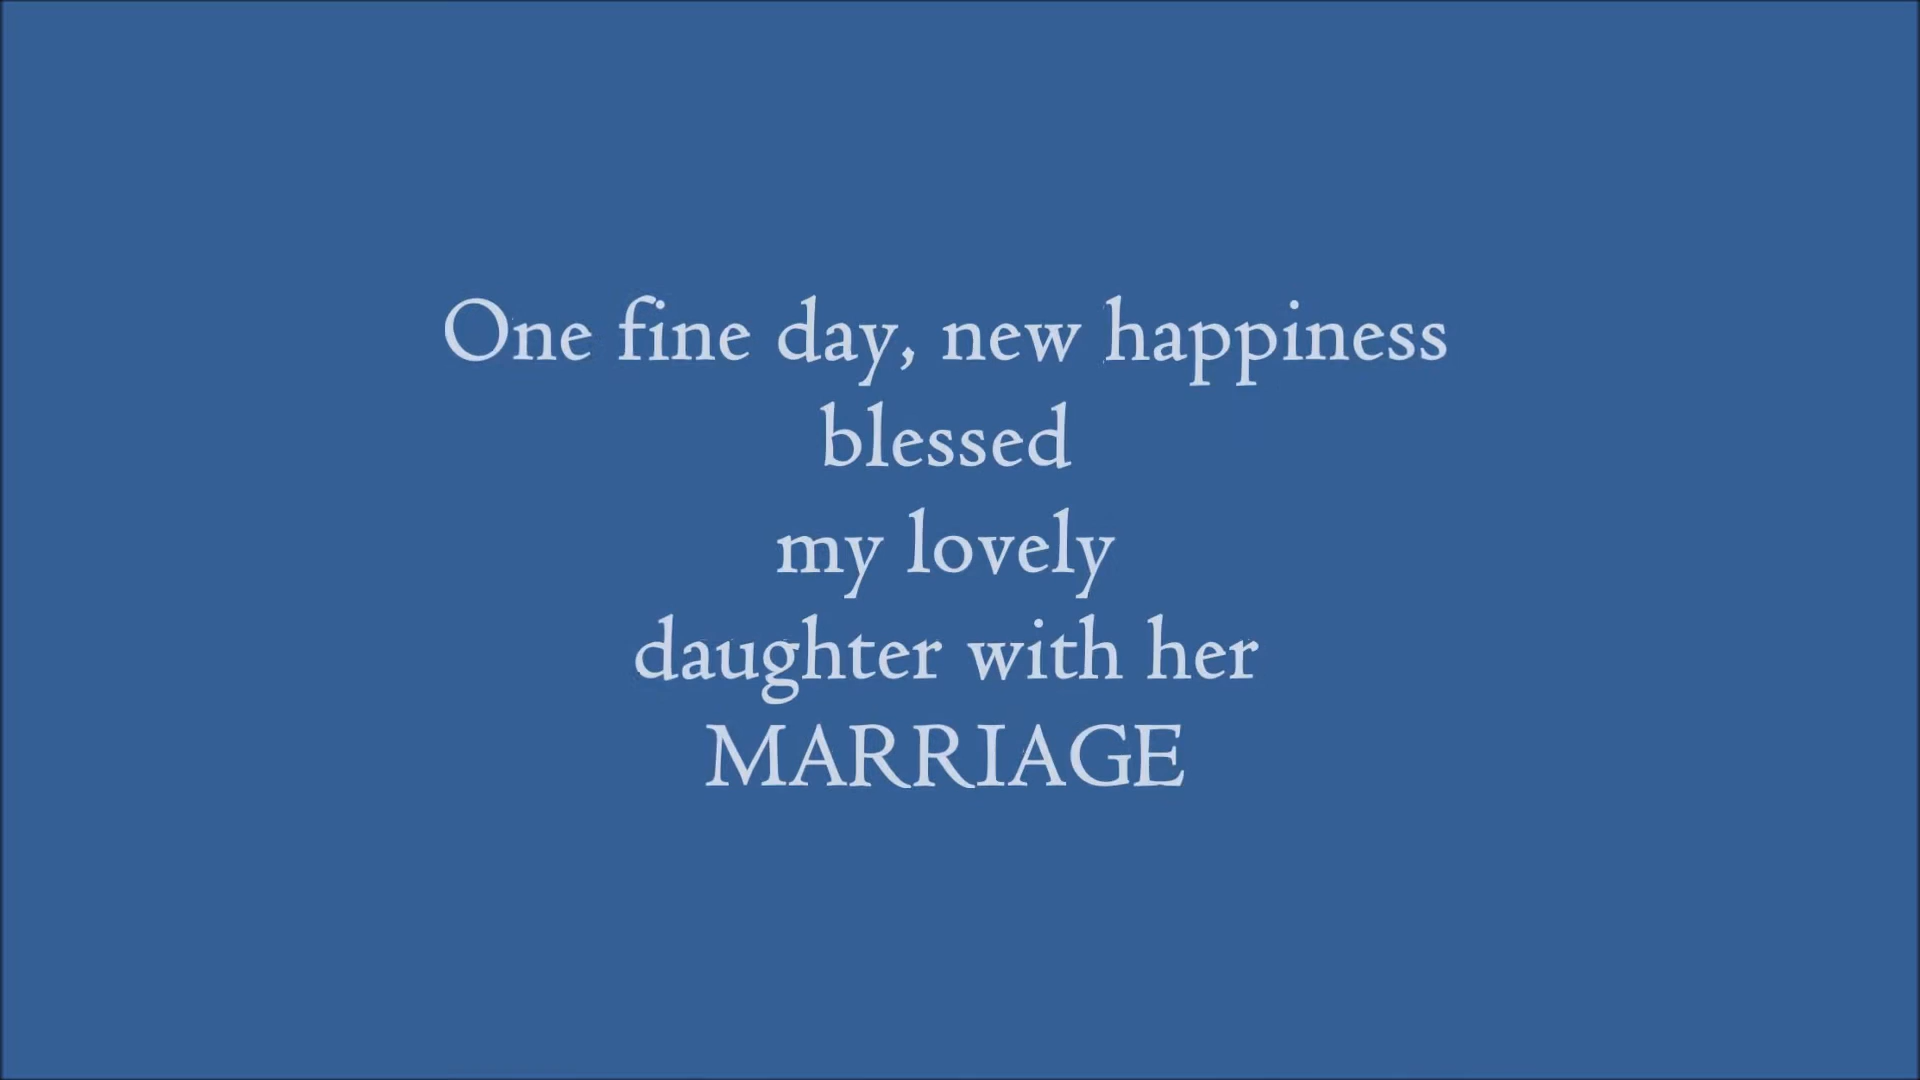 One fine day, new happiness
blessed
my lovely
daughter with her
MARRIAGE